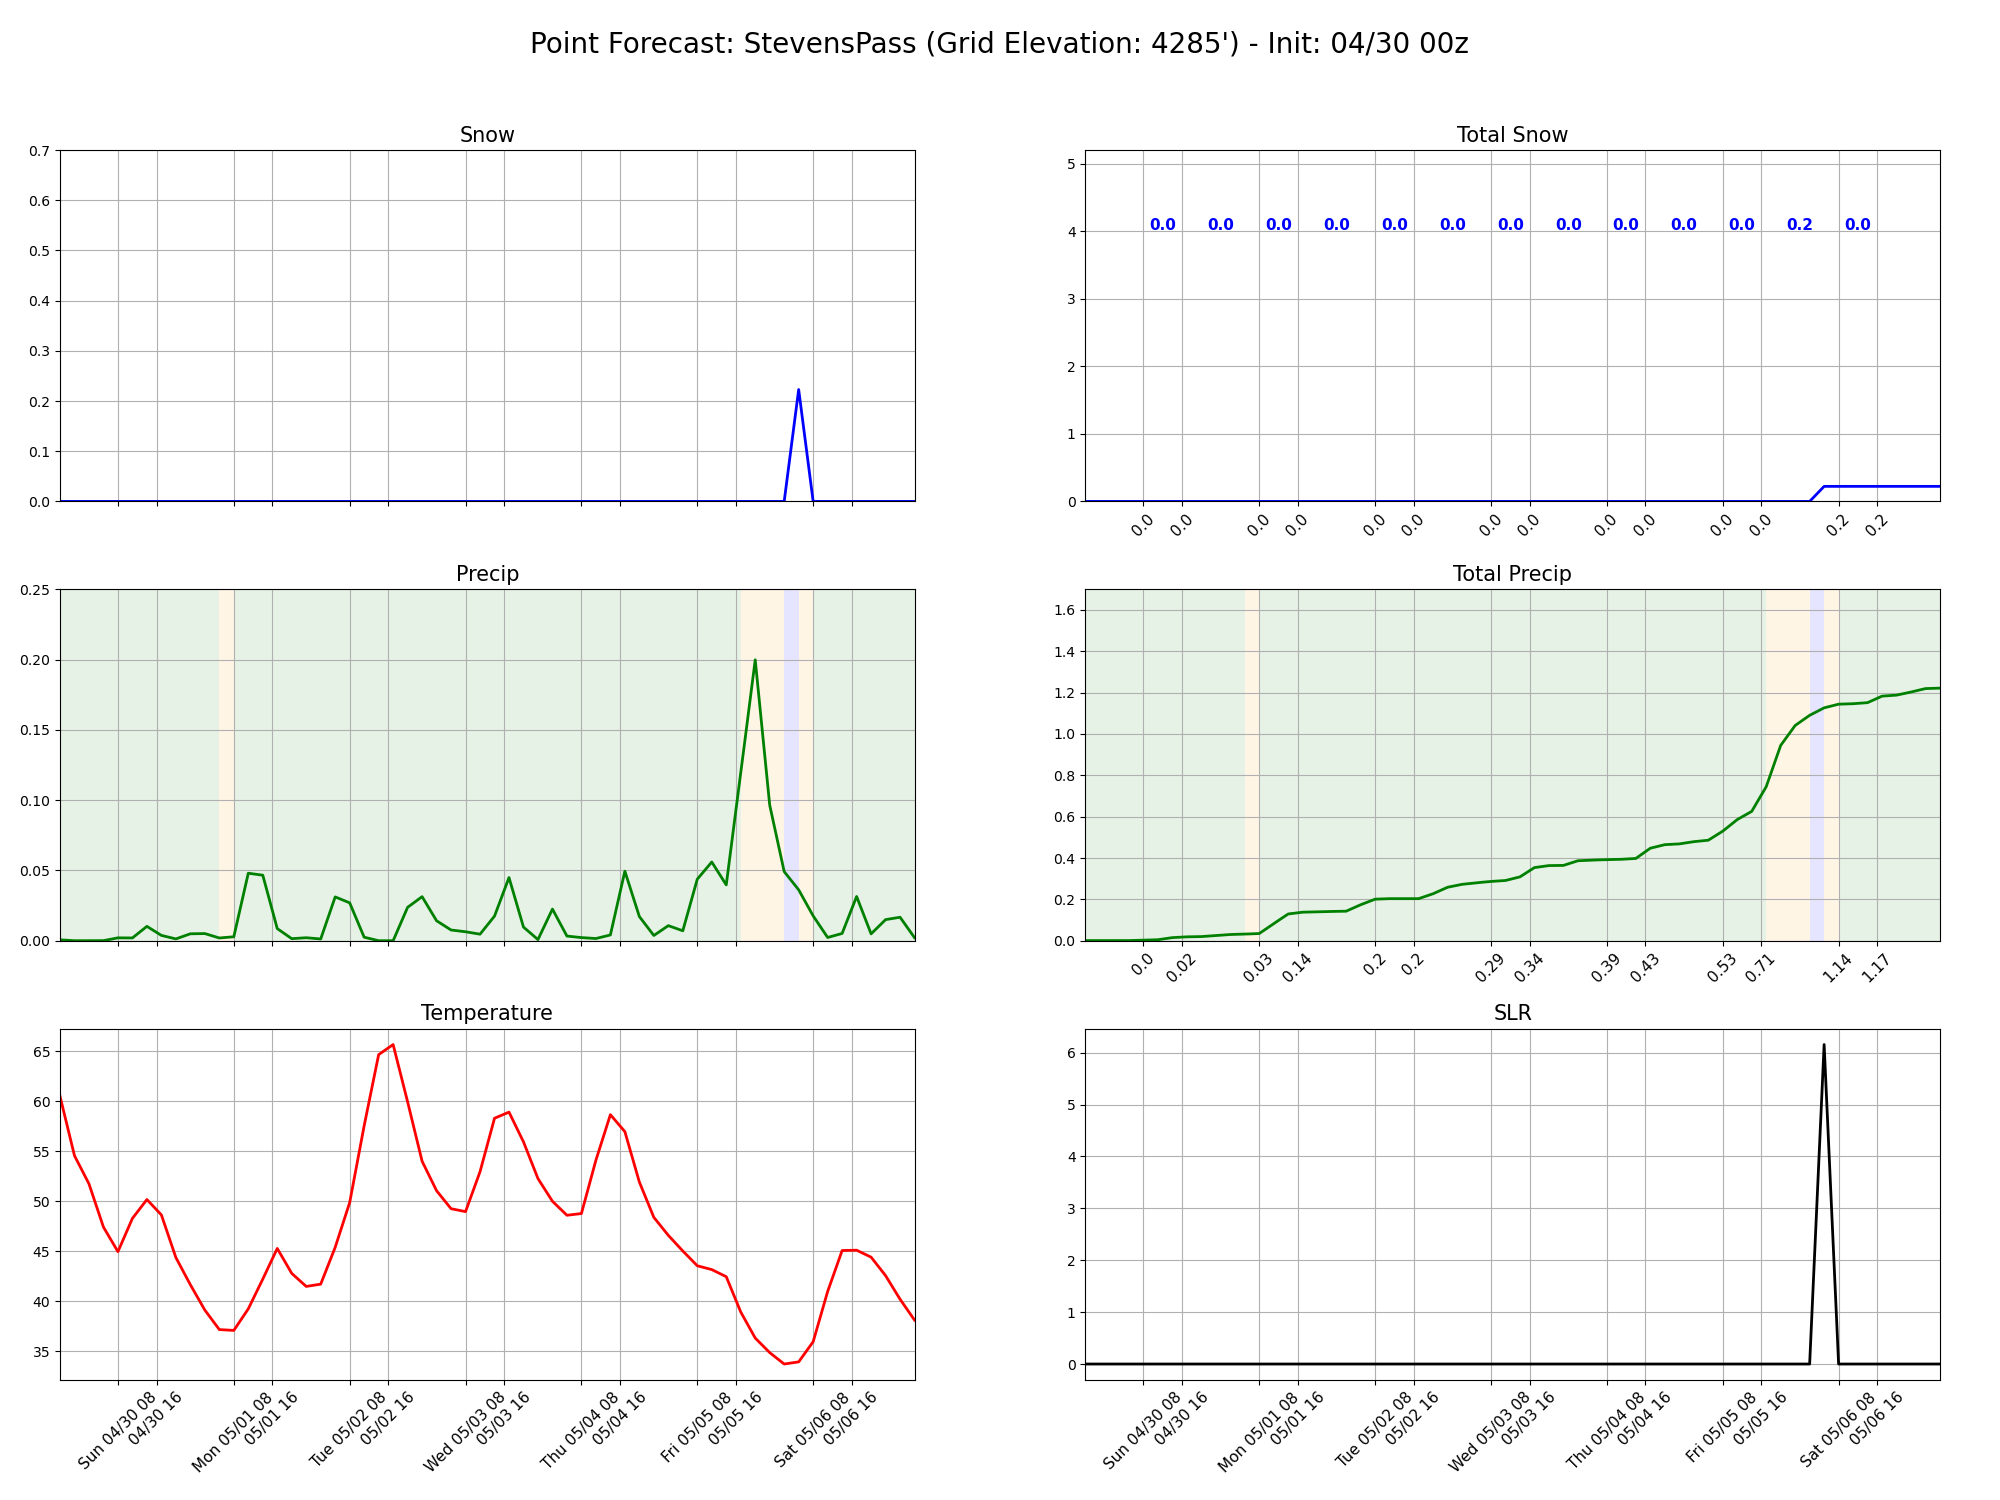 Point Forecast: StevensPass (Grid Elevation: 4285') - Init: 04/30 00z
Snow
0.7
0.6
0.5
0.4
0.3
0.2
0.1
0.0
Total Snow
5
4
3
2
1
0
0.0 0.0 0.0 0.0 0.0 0.0 0.0 0.0 0.0 0.0 0.0 0.2 0.0
0.0 0.0 0.0 0.0 0.0 0.0 0.0 0.0 0.0 0.0 0.0 0.0 0.2 0.2
Precip
0.25
0.20
0.15
0.10
0.05
0.00
Total Precip
1.6
1.4
1.2
1.0
0.8
0.6
0.4
0.2
0.0
0.0 0.02 0.03 0.14 0.2 0.2 0.29 0.34 0.39 0.43 0.53 0.71 1.14 1.17
Temperature
65
60
55
50
45
40
35
Sun 04/30 08
04/30 16
Mon 05/01 08
05/01 16
Tue 05/02 08
05/02 16
Wed 05/03 08
05/03 16
Thu 05/04 08
05/04 16
Fri 05/05 08
05/05 16
Sat 05/06 08
05/06 16
SLR
6
5
4
3
2
1
0
Sun 04/30 08
04/30 16
Mon 05/01 08
05/01 16
Tue 05/02 08
05/02 16
Wed 05/03 08
05/03 16
Thu 05/04 08
05/04 16
Fri 05/05 08
05/05 16
Sat 05/06 08
05/06 16